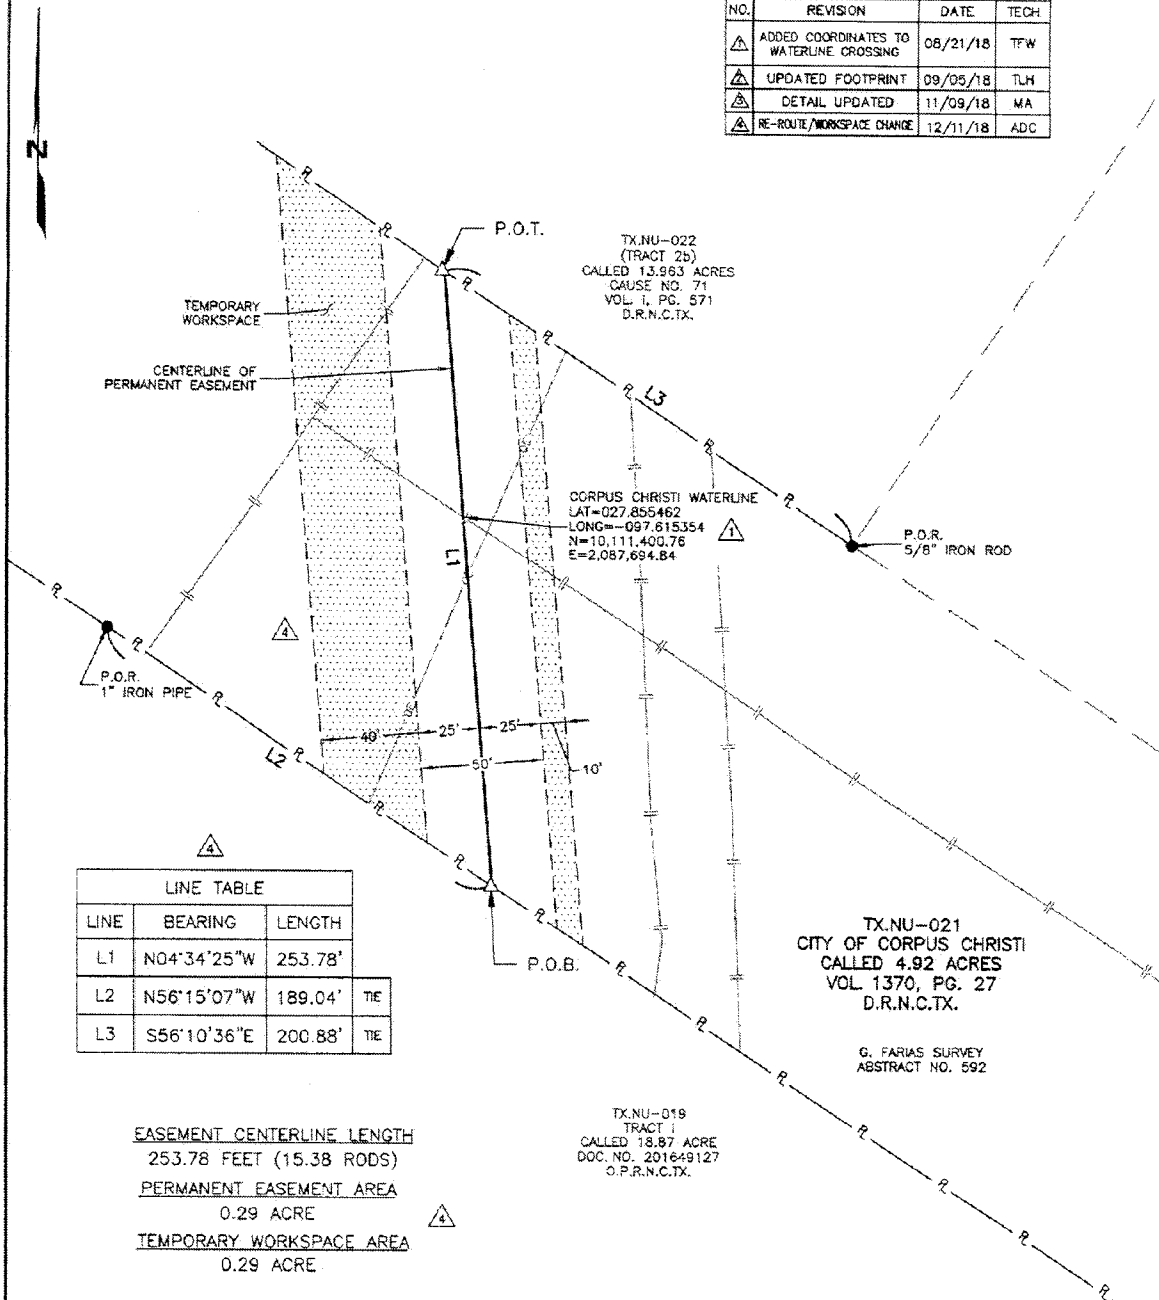 NO. REVISION DATE TECH
1 ADDED COORDINATES TO WATERLINE CROSSING 08/21/18 TFW
2 UPDATED FOOTPRINT 09/05/18 TLH
3 DETAIL UPDATED 11/09/18 MA
4 RE-ROUTE/WORKSPACE CHANGE 12/11/18 ADC
N
P.O.T.
TX.NU-022
(TRACT 2b)
CALLED 13.963 ACRES
CAUSE NO. 71
VOL. I, PG. 571
D.R.N.C.TX.
TEMPORARY
WORKSPACE
CENTERLINE OF
PERMANENT EASEMENT
L3
CORPUS CHRISTI WATERLINE
LAT=027.855462
LONG=-097.615354
N=10,111,400.76
E=2,087,694.84
1
P.O.R.
5/8" IRON ROD
L1
4
P.O.R.
1" IRON PIPE
L2
40'
25'
25'
50'
10'
4
LINE TABLE
LINE BEARING LENGTH
L1 N04°34'25"W 253.78'
L2 N56°15'07"W 189.04' TIE
L3 S56°10'36"E 200.88' TIE
P.O.B.
TX.NU-021
CITY OF CORPUS CHRISTI
CALLED 4.92 ACRES
VOL. 1370, PG. 27
D.R.N.C.TX.
G. FARIAS SURVEY
ABSTRACT NO. 592
TX.NU-019
TRACT I
CALLED 18.87 ACRE
DOC. NO. 201649127
O.P.R.N.C.TX.
EASEMENT CENTERLINE LENGTH
253.78 FEET (15.38 RODS)
PERMANENT EASEMENT AREA
0.29 ACRE
4
TEMPORARY WORKSPACE AREA
0.29 ACRE